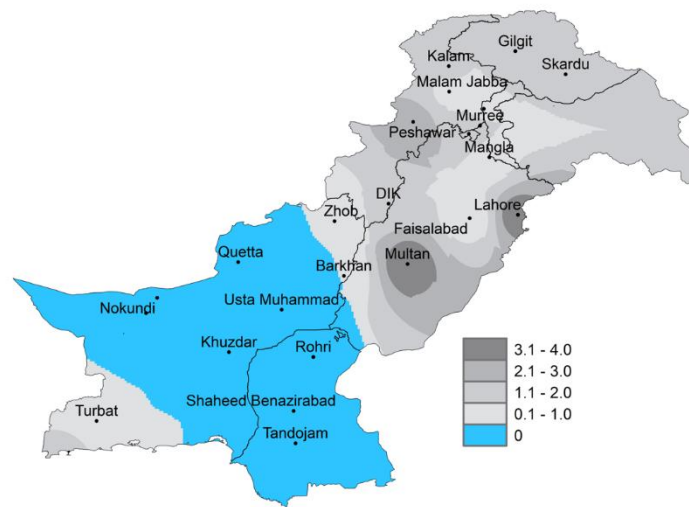 Gilgit
Kalam
Skardu
Malam Jabba
Murree
Peshawar
Mangla
DIK
Zhob
Lahore
Faisalabad
Quetta
Multan
Barkhan
Nokundi
Usta Muhammad
Khuzdar
Rohri
Shaheed Benazirabad
Turbat
Tandojam
3.1 - 4.0
2.1 - 3.0
1.1 - 2.0
0.1 - 1.0
0